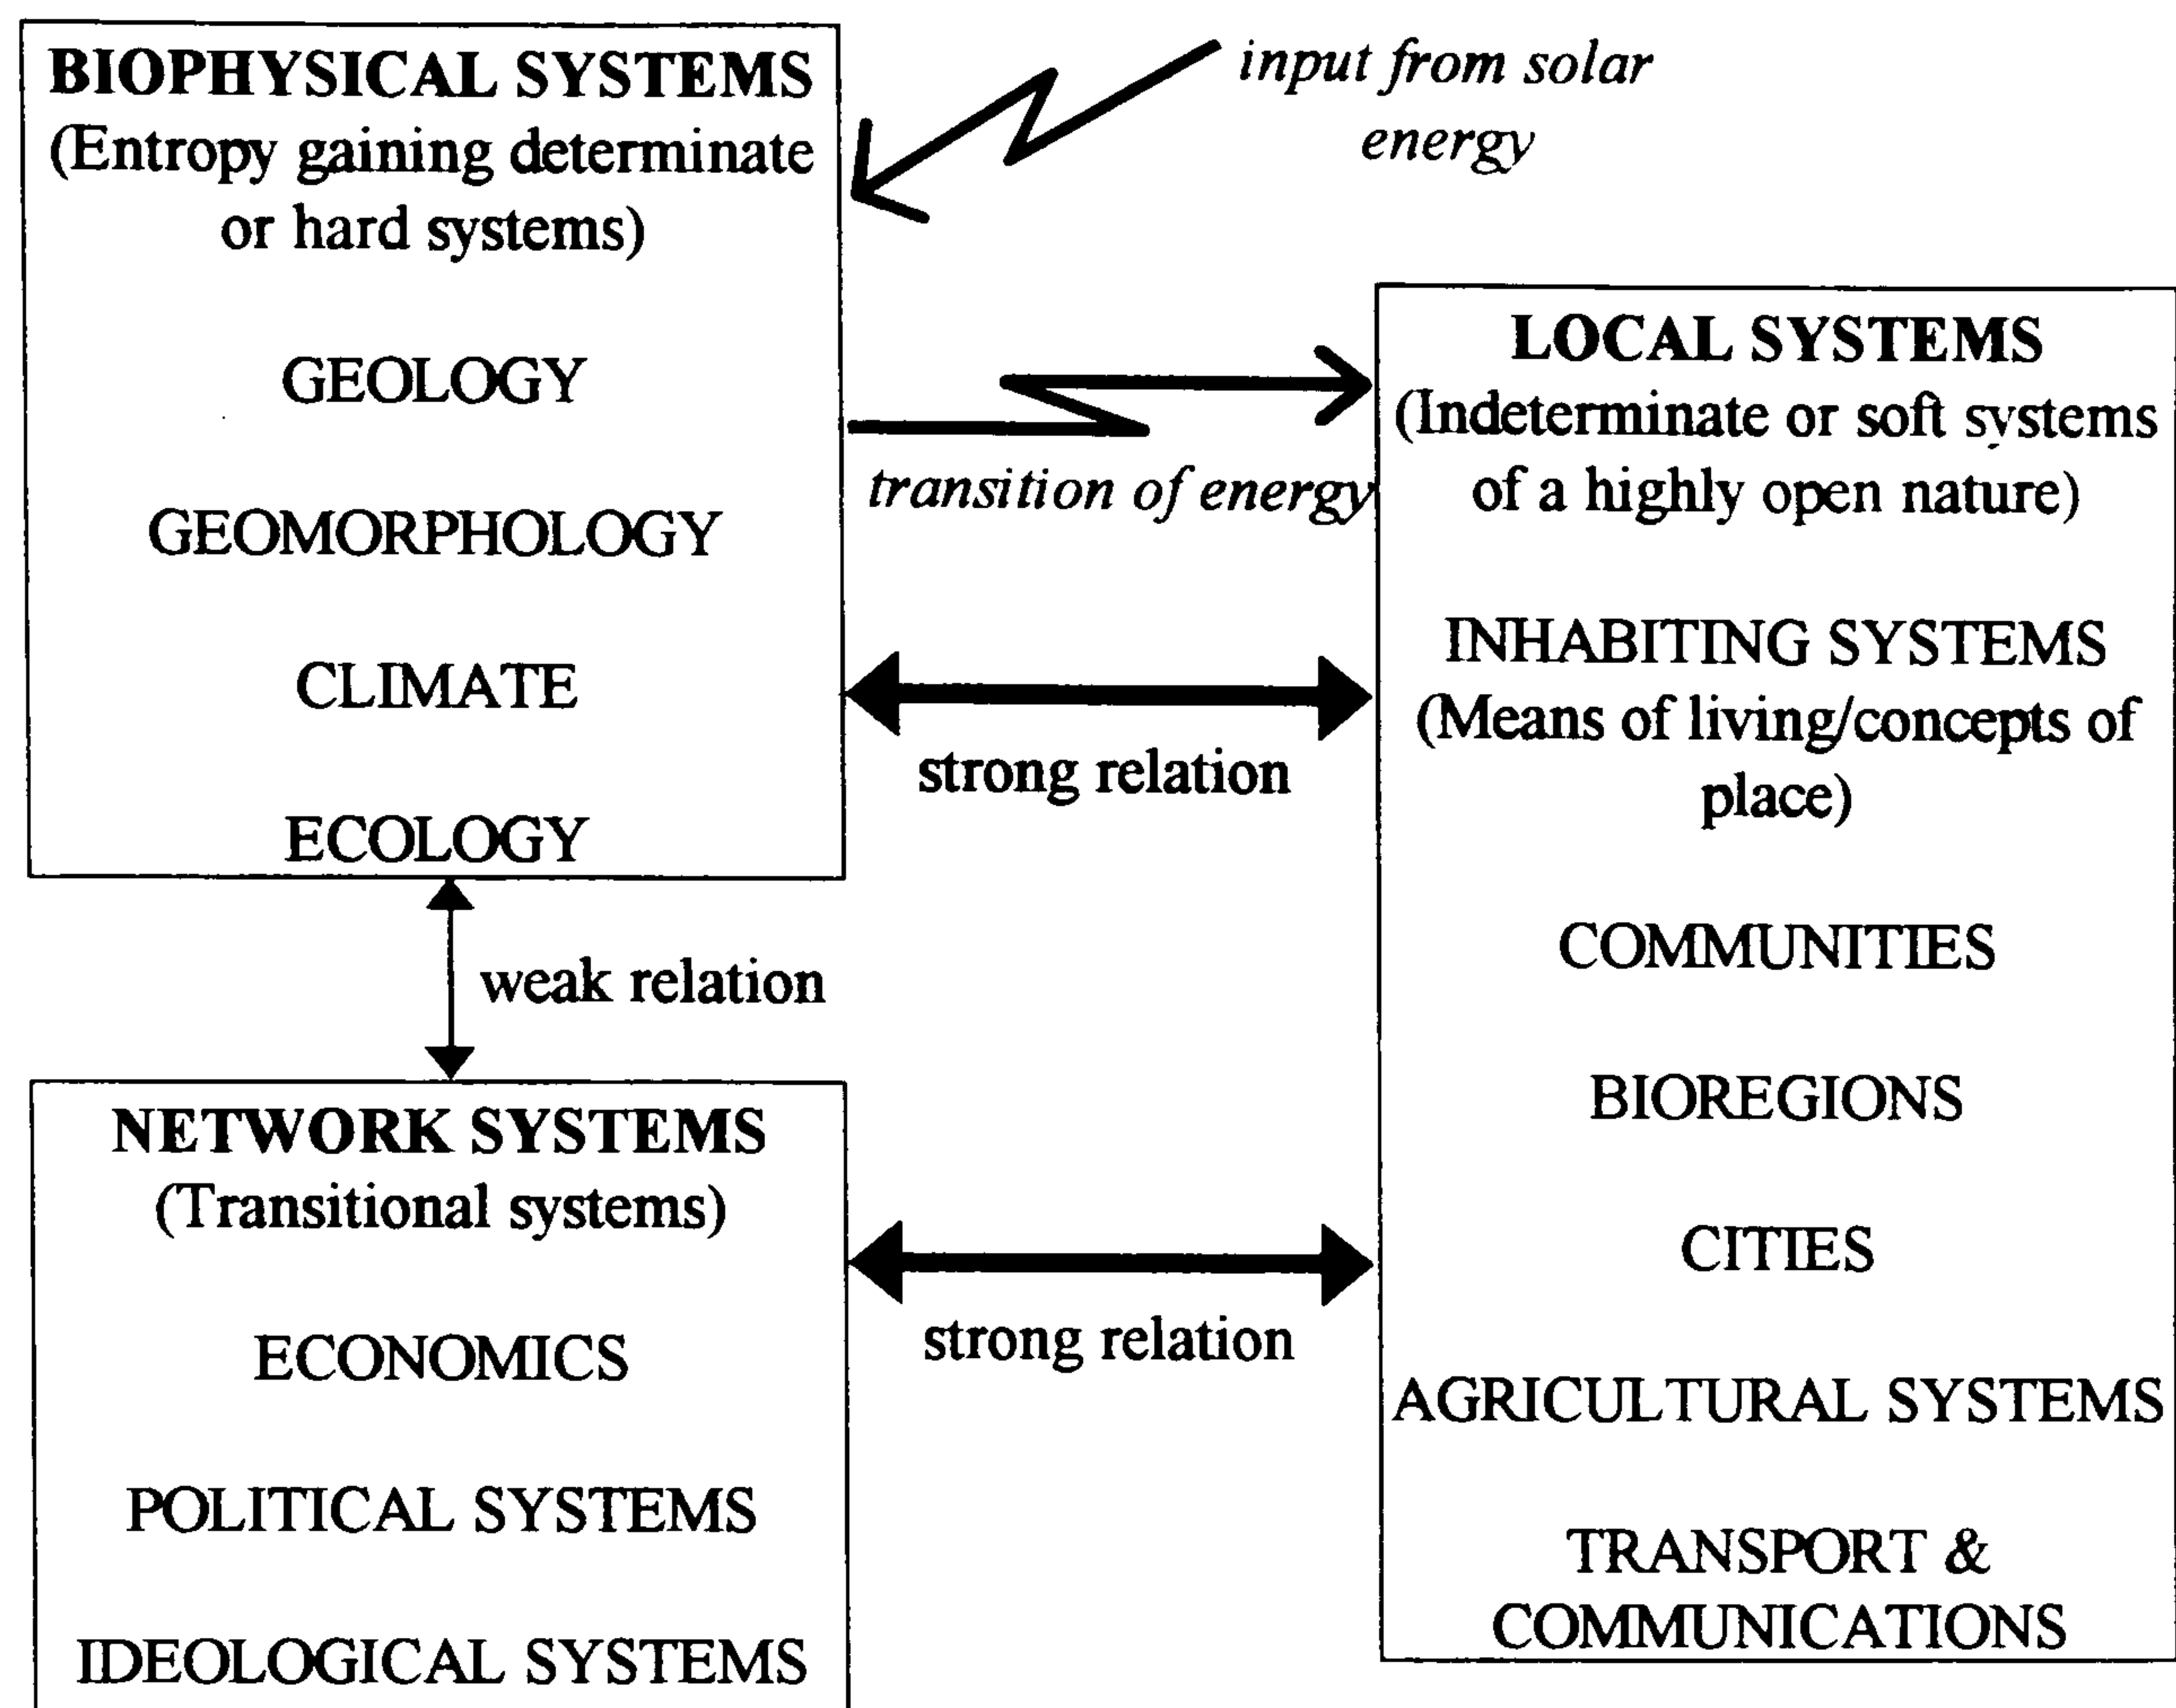 BIOPHYSICAL SYSTEMS
(Entropy gaining determinate
or hard systems)
GEOLOGY
GEOMORPHOLOGY
CLIMATE
ECOLOGY
input from solar
energy
transition of energy
strong relation
LOCAL SYSTEMS
(Indeterminate or soft systems
of a highly open nature)
INHABITING SYSTEMS
(Means of living/concepts of
place)
COMMUNITIES
BIOREGIONS
CITIES
AGRICULTURAL SYSTEMS
TRANSPORT &
COMMUNICATIONS
weak relation
NETWORK SYSTEMS
(Transitional systems)
ECONOMICS
POLITICAL SYSTEMS
IDEOLOGICAL SYSTEMS
strong relation